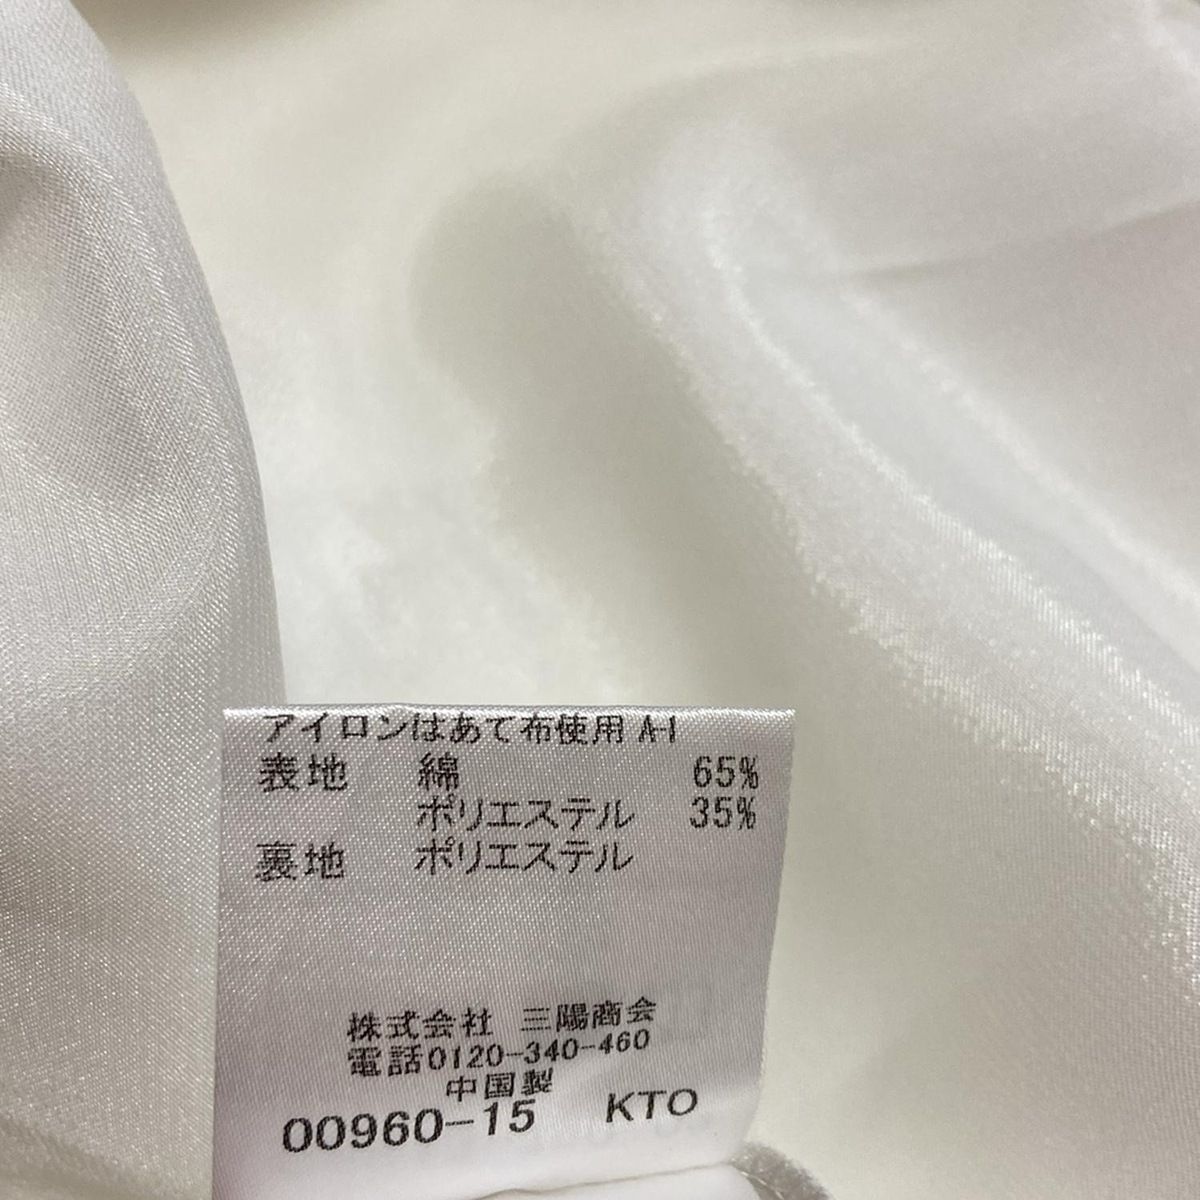 アイロンはあて布使用 A-1
表地 綿 65%
ポリエステル 35%
裏地 ポリエステル
株式会社 三陽商会
電話0120-340-460
中国製
00960-15 KTO